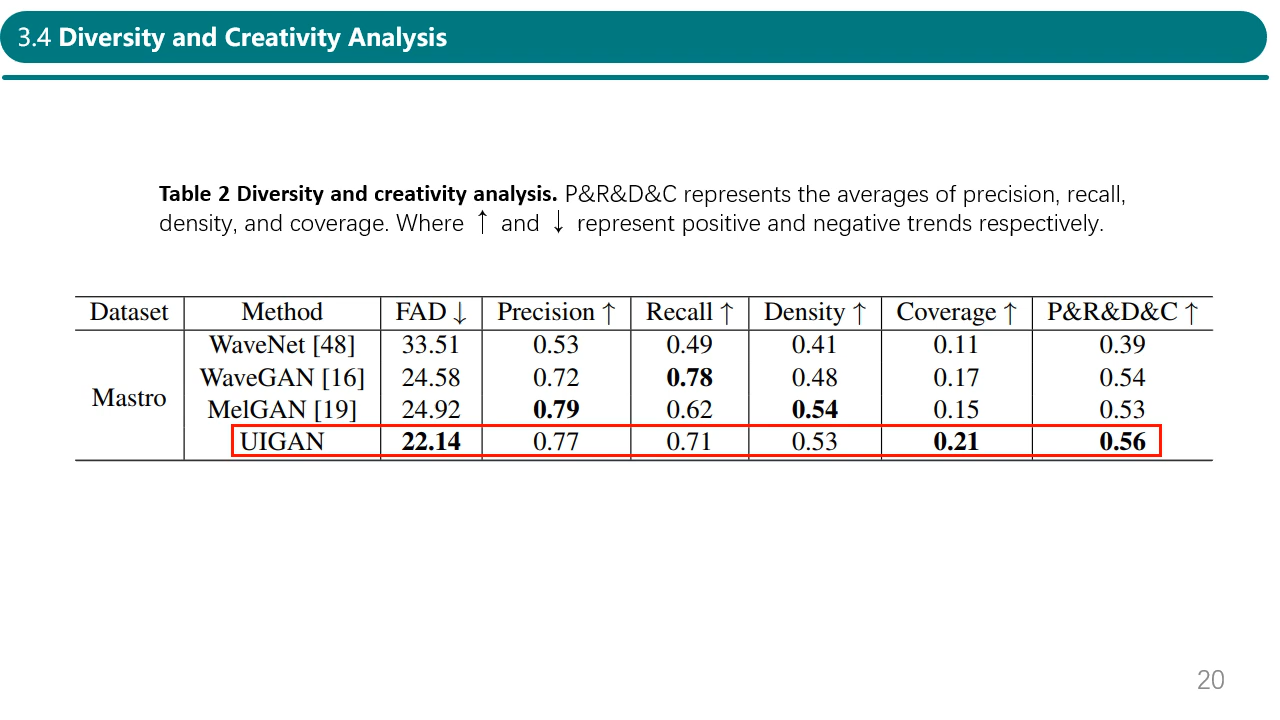 3.4 Diversity and Creativity Analysis
Table 2 Diversity and creativity analysis. P&R&D&C represents the averages of precision, recall,
density, and coverage. Where ↑ and ↓ represent positive and negative trends respectively.
Dataset Method FAD ↓ Precision ↑ Recall ↑ Density ↑ Coverage ↑ P&R&D&C ↑
WaveNet [48] 33.51 0.53 0.49 0.41 0.11 0.39
WaveGAN [16] 24.58 0.72 0.78 0.48 0.17 0.54
Mastro
MelGAN [19] 24.92 0.79 0.62 0.54 0.15 0.53
UIGAN 22.14 0.77 0.71 0.53 0.21 0.56
20